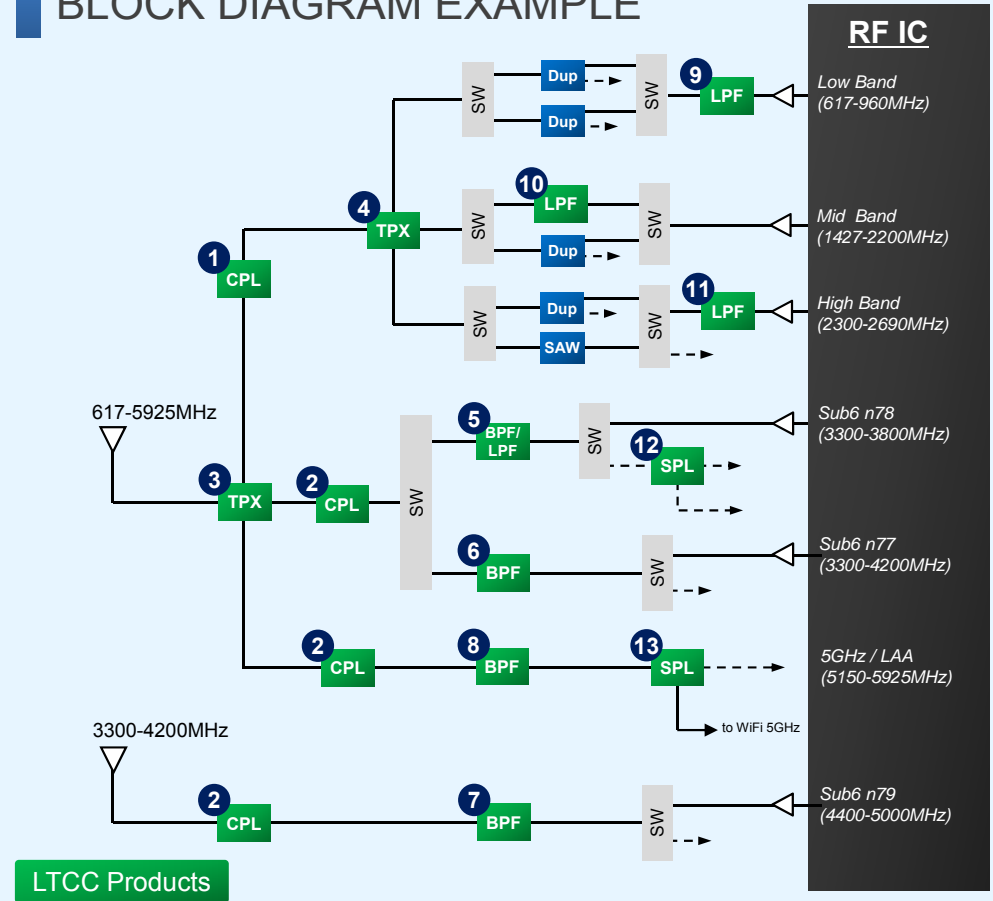 BLOCK DIAGRAM EXAMPLE
RF IC
SW
Dup
Dup
SW
9
LPF
Low Band
(617-960MHz)
4
TPX
SW
10
LPF
Dup
SW
Mid Band
(1427-2200MHz)
1
CPL
SW
Dup
SAW
SW
11
LPF
High Band
(2300-2690MHz)
617-5925MHz
3
TPX
2
CPL
SW
5
BPF/
LPF
SW
12
SPL
Sub6 n78
(3300-3800MHz)
6
BPF
SW
Sub6 n77
(3300-4200MHz)
2
CPL
8
BPF
13
SPL
5GHz / LAA
(5150-5925MHz)
to WiFi 5GHz
3300-4200MHz
2
CPL
7
BPF
SW
Sub6 n79
(4400-5000MHz)
LTCC Products